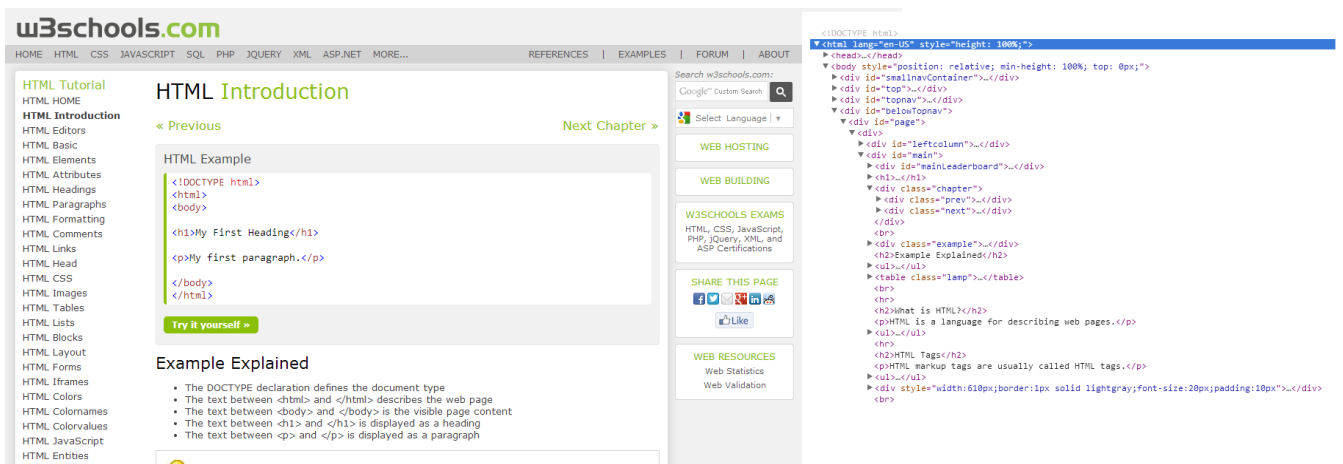 w3schools.com
HOME HTML CSS JAVASCRIPT SQL PHP JQUERY XML ASP.NET MORE... REFERENCES | EXAMPLES | FORUM | ABOUT
HTML Tutorial
HTML HOME
HTML Introduction
HTML Editors
HTML Basic
HTML Elements
HTML Attributes
HTML Headings
HTML Paragraphs
HTML Formatting
HTML Comments
HTML Links
HTML Head
HTML CSS
HTML Images
HTML Tables
HTML Lists
HTML Blocks
HTML Layout
HTML Forms
HTML Iframes
HTML Colors
HTML Colornames
HTML Colorvalues
HTML JavaScript
HTML Entities
HTML Introduction
« Previous Next Chapter »
HTML Example
<!DOCTYPE html>
<html>
<body>
<h1>My First Heading</h1>
<p>My first paragraph.</p>
</body>
</html>
Try it yourself »
Example Explained
• The DOCTYPE declaration defines the document type
• The text between <html> and </html> describes the web page
• The text between <body> and </body> is the visible page content
• The text between <h1> and </h1> is displayed as a heading
• The text between <p> and </p> is displayed as a paragraph
Search w3schools.com:
Google™ Custom Search
Select Language | ▼
WEB HOSTING
WEB BUILDING
W3SCHOOLS EXAMS
HTML, CSS, JavaScript,
PHP, jQuery, XML, and
ASP Certifications
SHARE THIS PAGE
Like
WEB RESOURCES
Web Statistics
Web Validation
<!DOCTYPE html>
▼<html lang="en-US" style="height: 100%;">
▶<head>…</head>
▼<body style="position: relative; min-height: 100%; top: 0px;">
▶<div id="smallnavContainer">…</div>
▶<div id="top">…</div>
▶<div id="topnav">…</div>
▼<div id="belowTopnav">
▼<div id="page">
▼<div>
▶<div id="leftcolumn">…</div>
▼<div id="main">
▶<div id="mainLeaderboard">…</div>
▶<h1>…</h1>
▼<div class="chapter">
▶<div class="prev">…</div>
▶<div class="next">…</div>
</div>
<br>
▶<div class="example">…</div>
<h2>Example Explained</h2>
▶<ul>…</ul>
▶<table class="lamp">…</table>
<br>
<hr>
<h2>What is HTML?</h2>
<p>HTML is a language for describing web pages.</p>
▶<ul>…</ul>
<hr>
<h2>HTML Tags</h2>
<p>HTML markup tags are usually called HTML tags.</p>
▶<ul>…</ul>
▶<div style="width:610px;border:1px solid lightgray;font-size:20px;padding:10px">…</div>
<br>